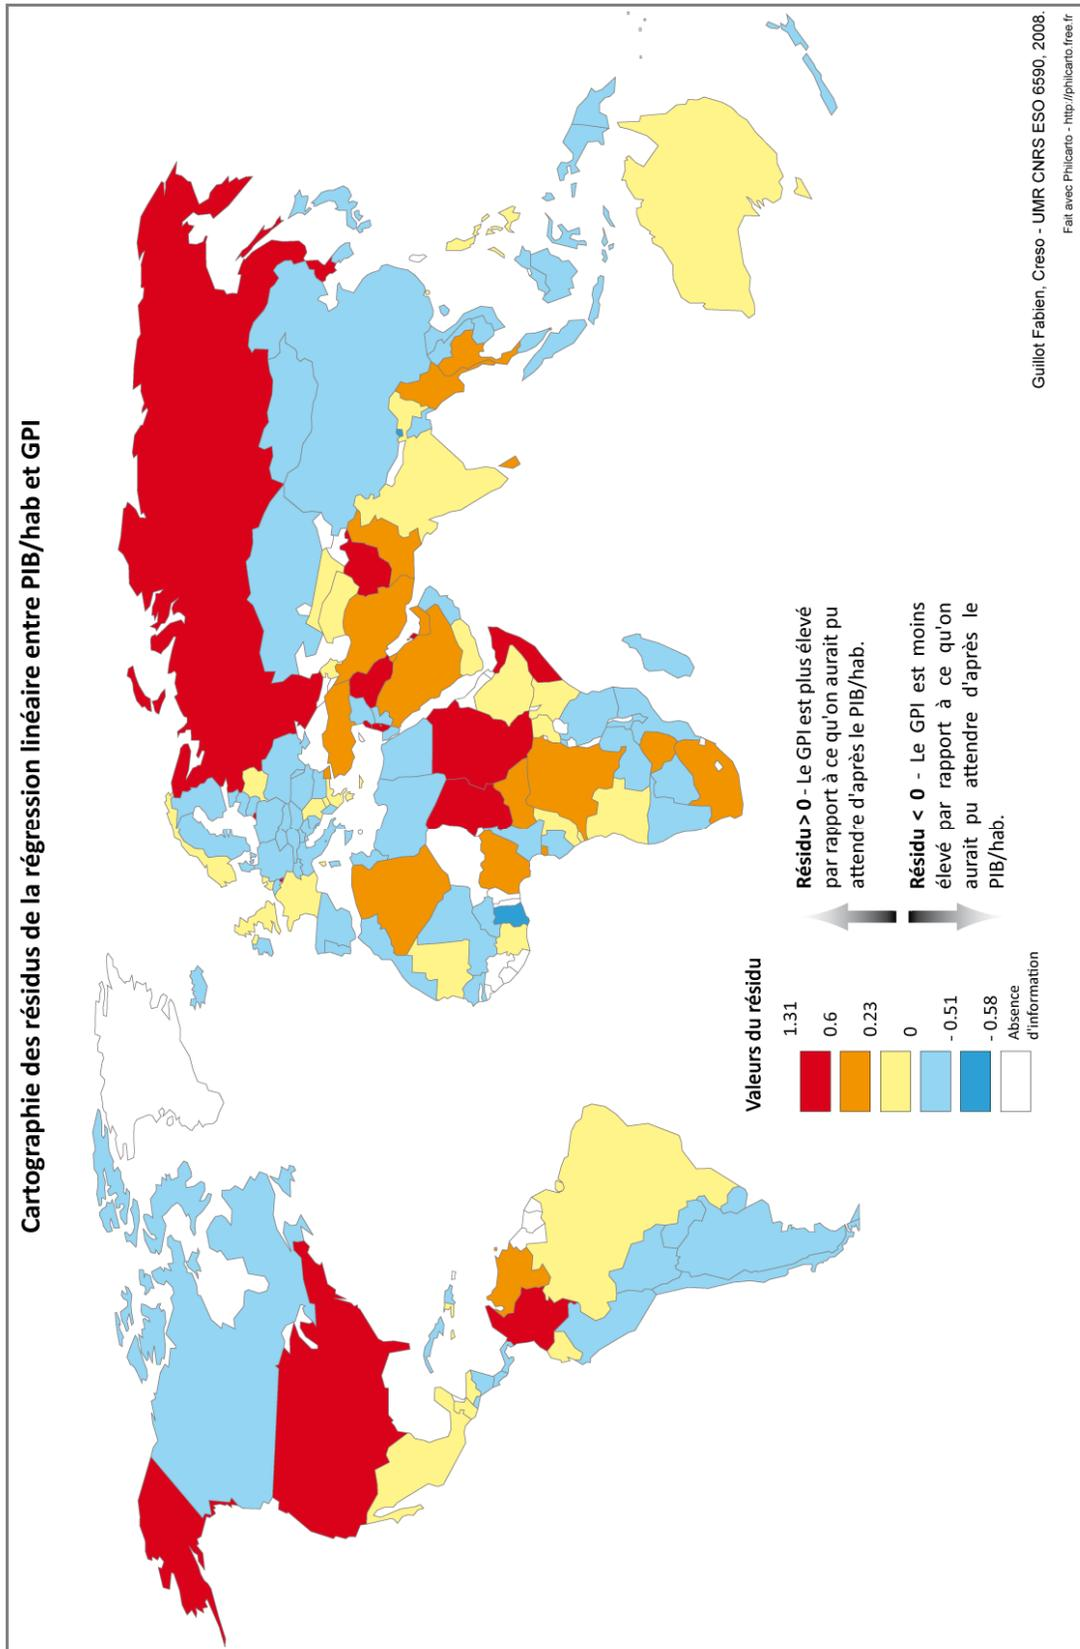 Cartographie des résidus de la régression linéaire entre PIB/hab et GPI
Valeurs du résidu
1.31
0.6
0.23
0
- 0.51
- 0.58
Absence
d'information
Résidu > 0 - Le GPI est plus élevé
par rapport à ce qu'on aurait pu
attendre d'après le PIB/hab.
Résidu < 0 - Le GPI est moins
élevé par rapport à ce qu'on
aurait pu attendre d'après le
PIB/hab.
Guillot Fabien, Creso - UMR CNRS ESO 6590, 2008.
Fait avec Philcarto - http://philcarto.free.fr